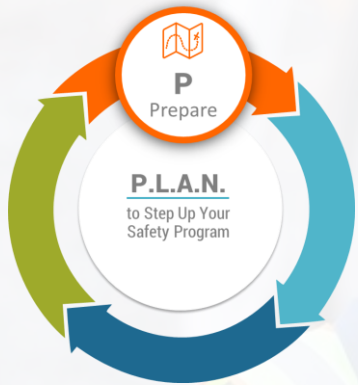 P
Prepare
P.L.A.N.
to Step Up Your
Safety Program